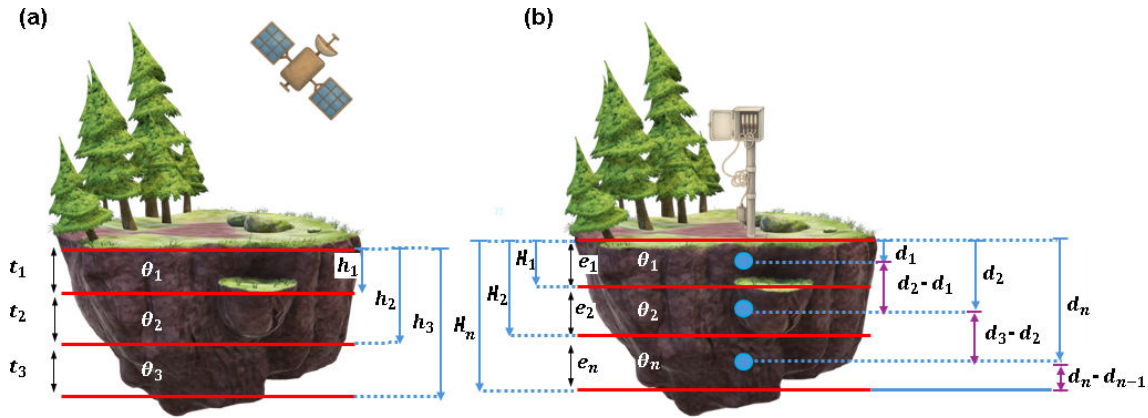 (a)
t₁
θ₁
h₁
t₂
θ₂
h₂
t₃
θ₃
h₃
(b)
n
H₁
e₁
θ₁
d₁
H₂
e₂
θ₂
d₂ - d₁
d₂
Hₙ
eₙ
θₙ
d₃ - d₂
dₙ
dₙ - dₙ₋₁